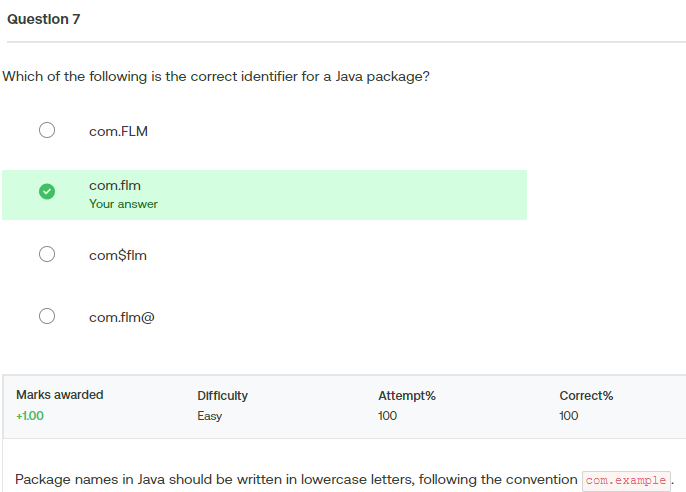 Question 7
Which of the following is the correct identifier for a Java package?
com.FLM
com.flm
Your answer
com$flm
com.flm@
Marks awarded Difficulty Attempt% Correct%
+1.00 Easy 100 100
Package names in Java should be written in lowercase letters, following the convention com.example.